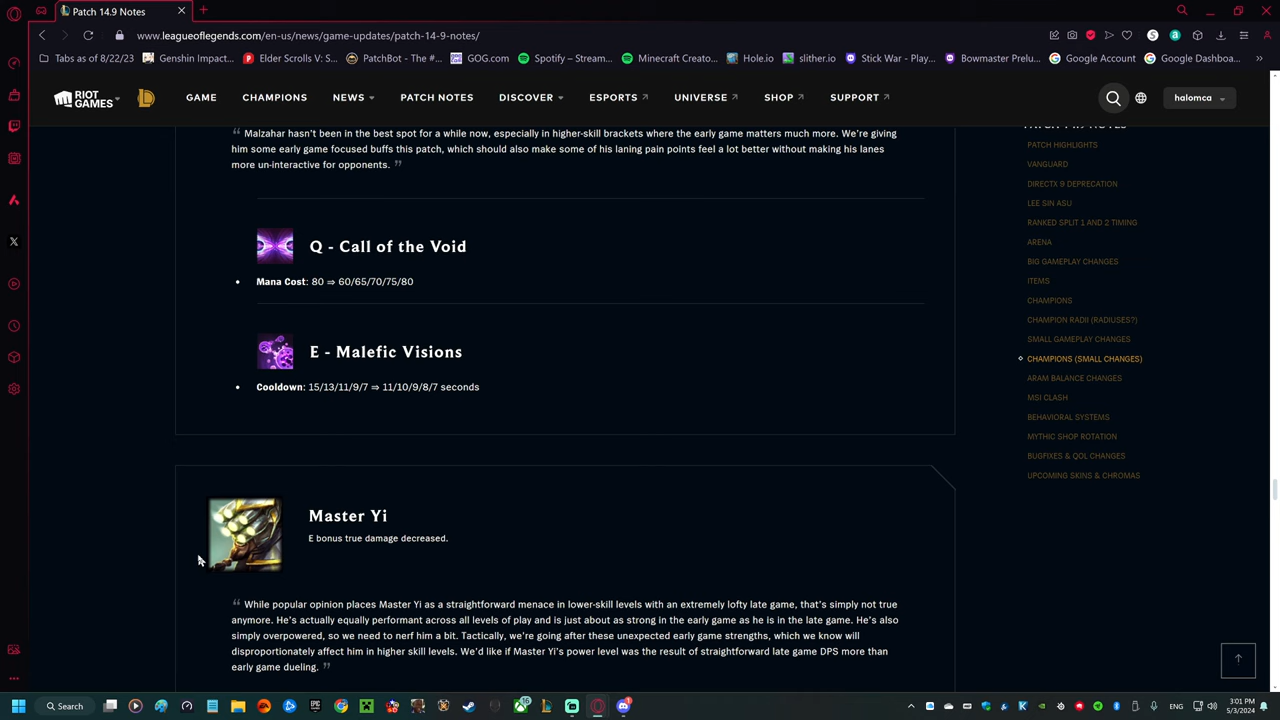 Patch 14.9 Notes
www.leagueoflegends.com/en-us/news/game-updates/patch-14-9-notes/
Tabs as of 8/22/23
Genshin Impact...
Elder Scrolls V: S...
PatchBot - The #...
GOG.com
Spotify – Stream...
Minecraft Creato...
Hole.io
slither.io
Stick War - Play...
Bowmaster Prelu...
Google Account
Google Dashboa...
RIOT GAMES
GAME
CHAMPIONS
NEWS
PATCH NOTES
DISCOVER
ESPORTS
UNIVERSE
SHOP
SUPPORT
halomca
Malzahar hasn't been in the best spot for a while now, especially in higher-skill brackets where the early game matters much more. We're giving
him some early game focused buffs this patch, which should also make some of his laning pain points feel a lot better without making his lanes
more un-interactive for opponents.
Q - Call of the Void
Mana Cost: 80 ⇒ 60/65/70/75/80
E - Malefic Visions
Cooldown: 15/13/11/9/7 ⇒ 11/10/9/8/7 seconds
Master Yi
E bonus true damage decreased.
While popular opinion places Master Yi as a straightforward menace in lower-skill levels with an extremely lofty late game, that's simply not true
anymore. He's actually equally performant across all levels of play and is just about as strong in the early game as he is in the late game. He's also
simply overpowered, so we need to nerf him a bit. Tactically, we're going after these unexpected early game strengths, which we know will
disproportionately affect him in higher skill levels. We'd like if Master Yi's power level was the result of straightforward late game DPS more than
early game dueling.
PATCH 14.9 NOTES
PATCH HIGHLIGHTS
VANGUARD
DIRECTX 9 DEPRECATION
LEE SIN ASU
RANKED SPLIT 1 AND 2 TIMING
ARENA
BIG GAMEPLAY CHANGES
ITEMS
CHAMPIONS
CHAMPION RADII (RADIUSES?)
SMALL GAMEPLAY CHANGES
CHAMPIONS (SMALL CHANGES)
ARAM BALANCE CHANGES
MSI CLASH
BEHAVIORAL SYSTEMS
MYTHIC SHOP ROTATION
BUGFIXES & QOL CHANGES
UPCOMING SKINS & CHROMAS
Search
3:01 PM
5/3/2024